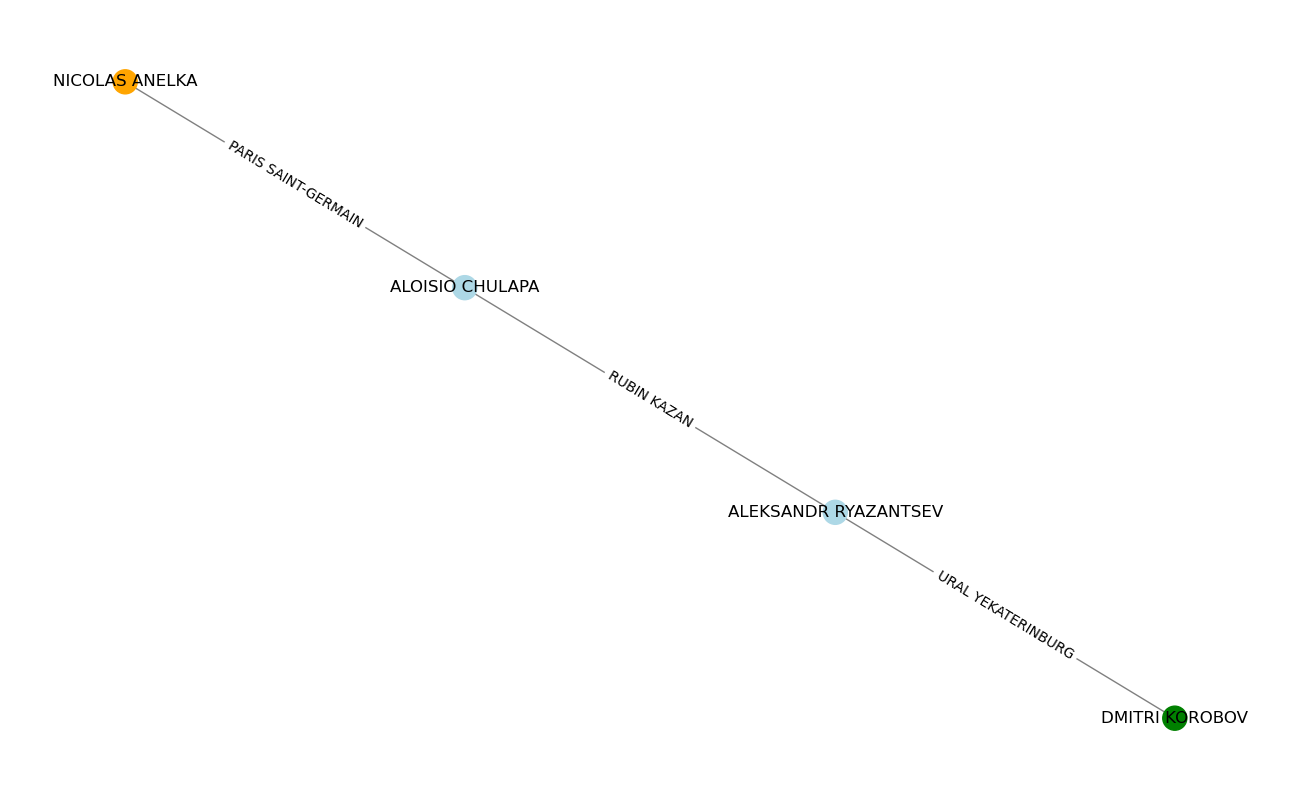 NICOLAS ANELKA
PARIS SAINT-GERMAIN
ALOISIO CHULAPA
RUBIN KAZAN
ALEKSANDR RYAZANTSEV
URAL YEKATERINBURG
DMITRI KOROBOV